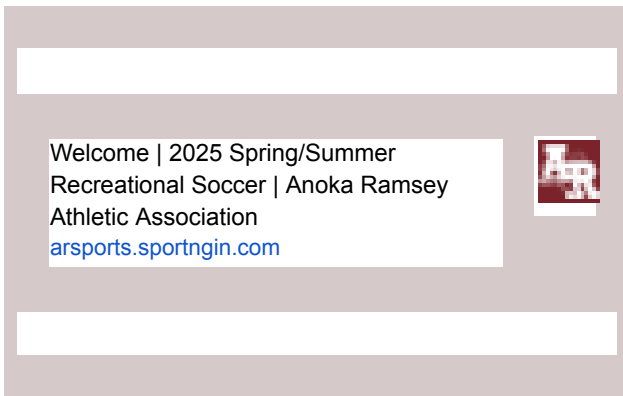 Welcome | 2025 Spring/Summer
Recreational Soccer | Anoka Ramsey
Athletic Association
arsports.sportngin.com